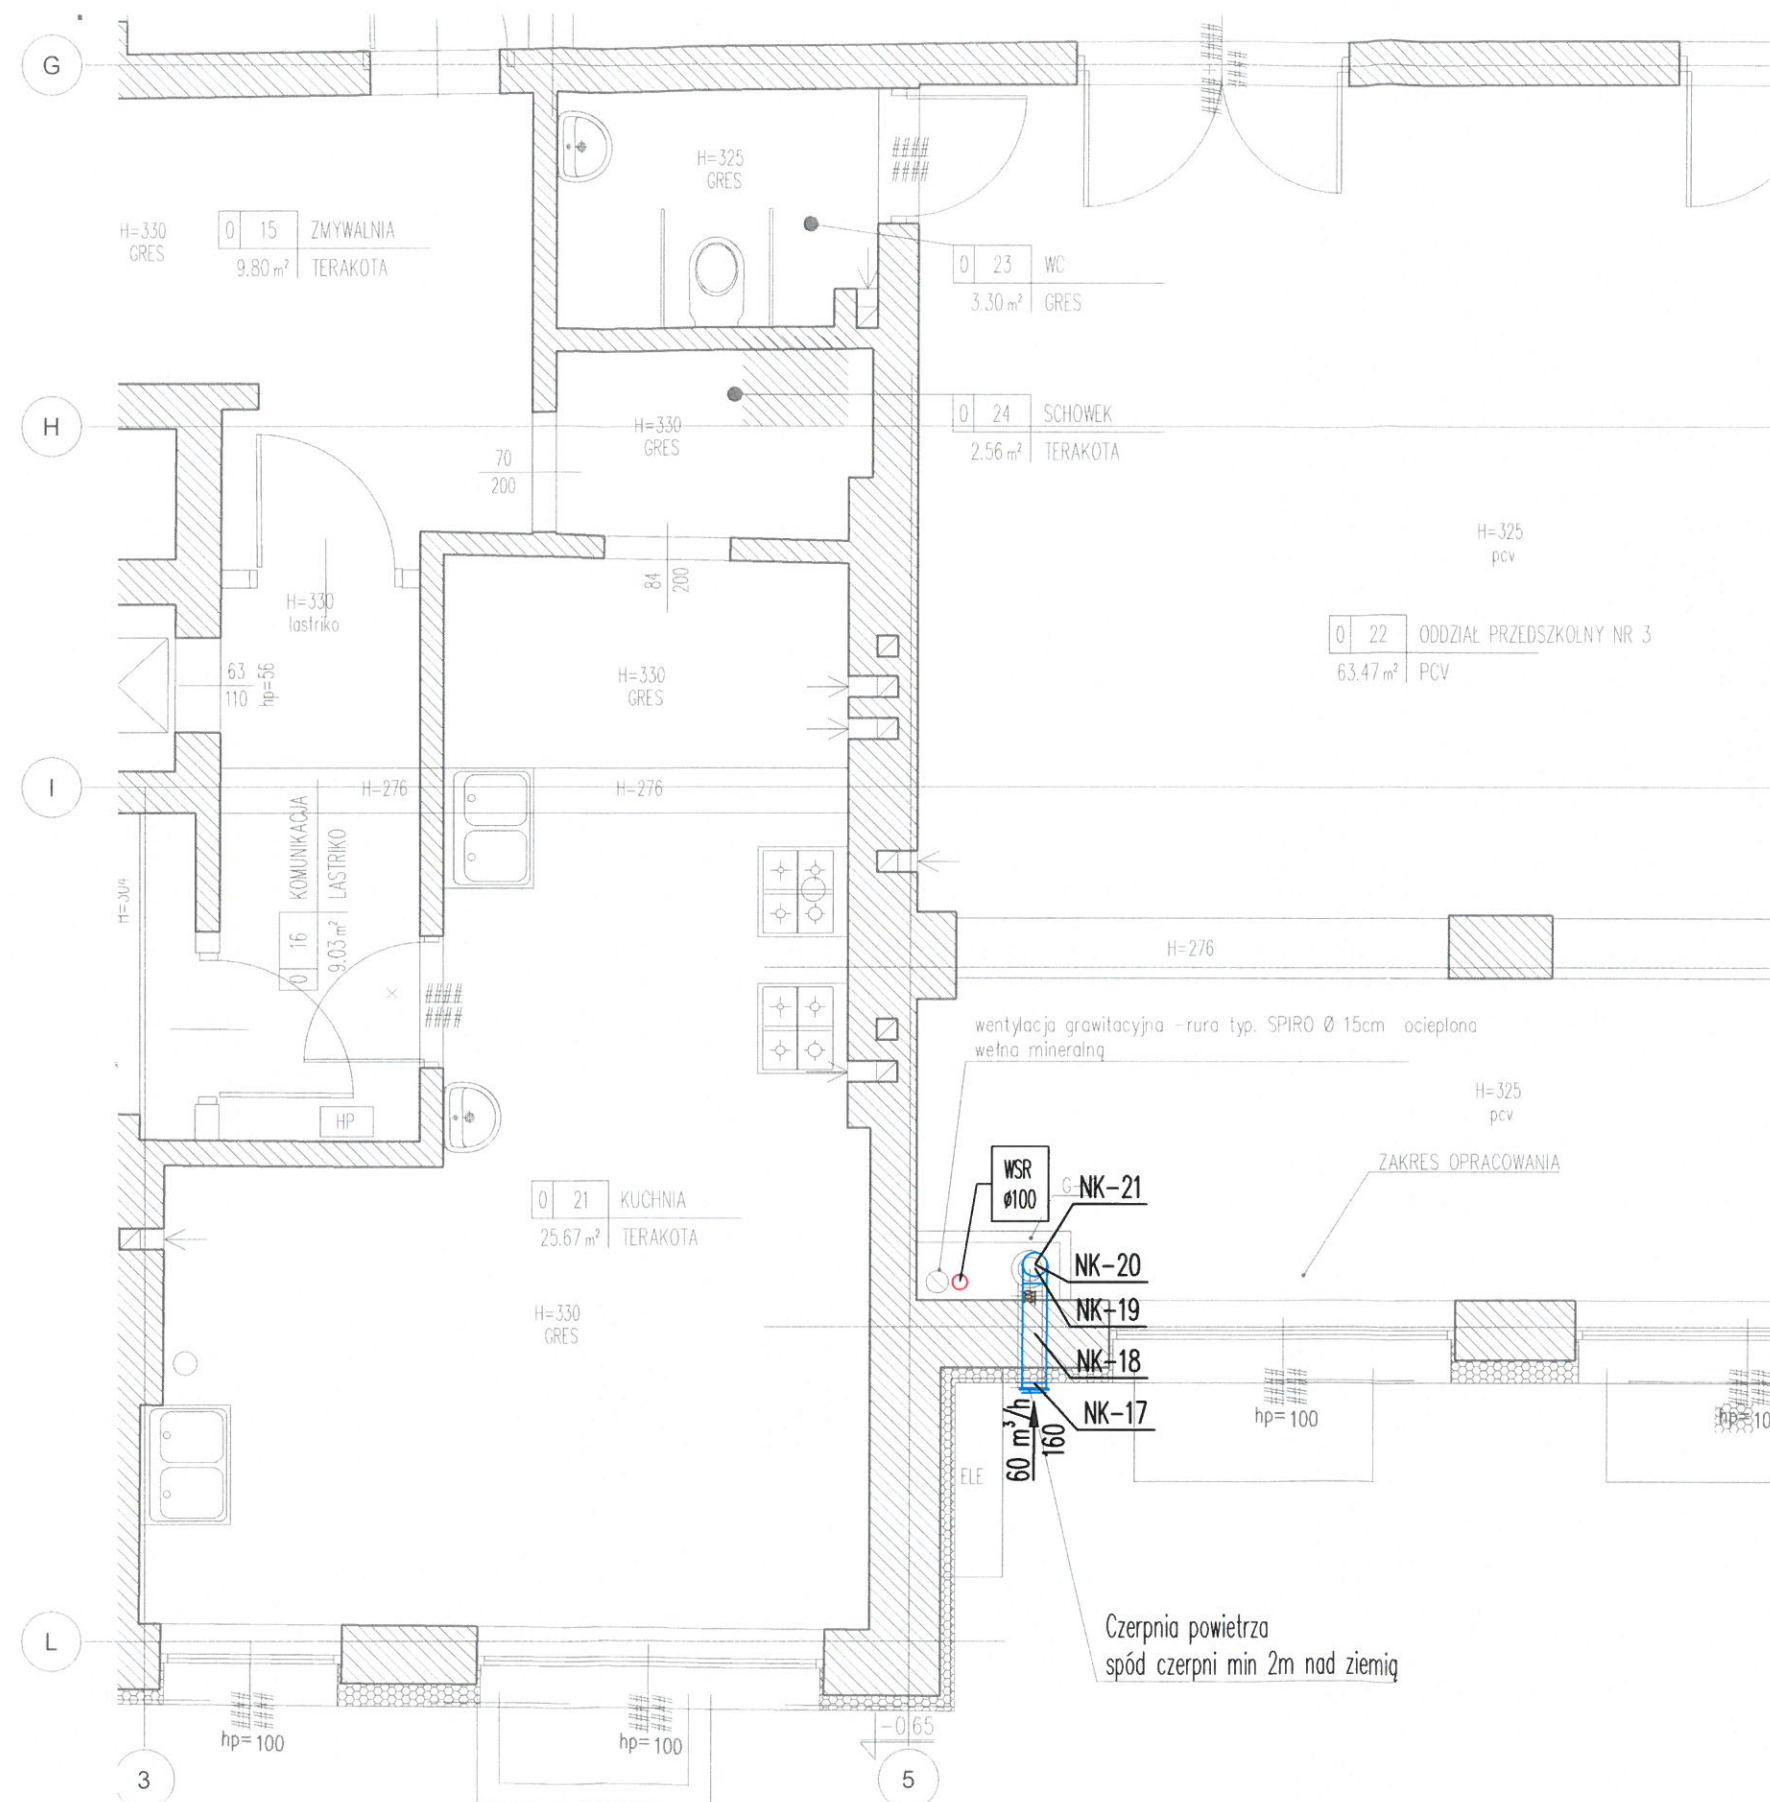 G
H=325
GRES
H=330
GRES
0 15 ZMYWALNIA
9.80 m² TERAKOTA
0 23 WC
3.30 m² GRES
H
H=330
GRES
0 24 SCHOWEK
2.56 m² TERAKOTA
70
200
84
200
H=325
pcv
H=330
lastriko
0 22 ODDZIAŁ PRZEDSZKOLNY NR 3
63.47 m² PCV
63
110
hp=56
H=330
GRES
I
H-276
H-276
H=304
0 16 KOMUNIKACJA
9.03 m² LASTRIKO
####
####
####
####
H=276
wentylacja grawitacyjna -rura typ. SPIRO Ø 15cm ocieplona
wełna mineralną
H=325
pcv
HP
ZAKRES OPRACOWANIA
WSR
ø100
G
NK-21
0 21 KUCHNIA
25.67 m² TERAKOTA
NK-20
NK-19
H=330
GRES
NK-18
NK-17
60 m³/h
160
hp=100
hp=10
ELE
Czerpnia powietrza
spód czerpni min 2m nad ziemią
L
-0.65
hp=100
hp=100
3
5